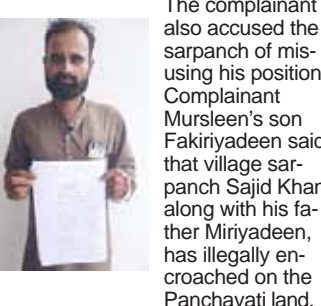 The complainant
also accused the
sarpanch of mis-
using his position.
Complainant
Mursleen's son
Fakiriyadeen said
that village sar-
panch Sajid Khan
along with his fa-
ther Miriyadeen,
has illegally en-
croached on the
Panchayati land.